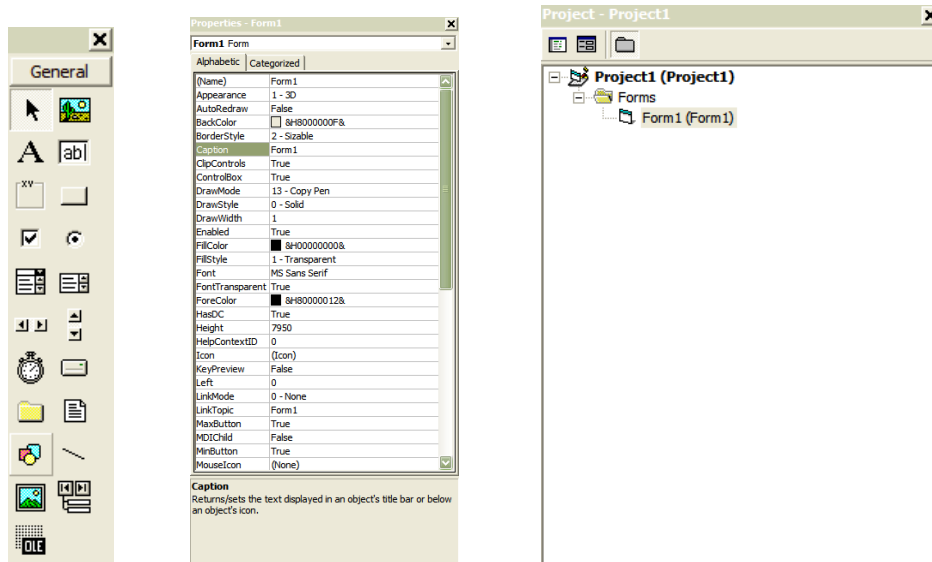 General
A
ab
xy
OLE
Properties - Form1
Form1 Form
Alphabetic Categorized
(Name) Form1
Appearance 1 - 3D
AutoRedraw False
BackColor &H8000000F&
BorderStyle 2 - Sizable
Caption Form1
ClipControls True
ControlBox True
DrawMode 13 - Copy Pen
DrawStyle 0 - Solid
DrawWidth 1
Enabled True
FillColor &H00000000&
FillStyle 1 - Transparent
Font MS Sans Serif
FontTransparent True
ForeColor &H80000012&
HasDC True
Height 7950
HelpContextID 0
Icon (Icon)
KeyPreview False
Left 0
LinkMode 0 - None
LinkTopic Form1
MaxButton True
MDIChild False
MinButton True
MouseIcon (None)
Caption
Returns/sets the text displayed in an object's title bar or below
an object's icon.
Project - Project1
Project1 (Project1)
Forms
Form1 (Form1)